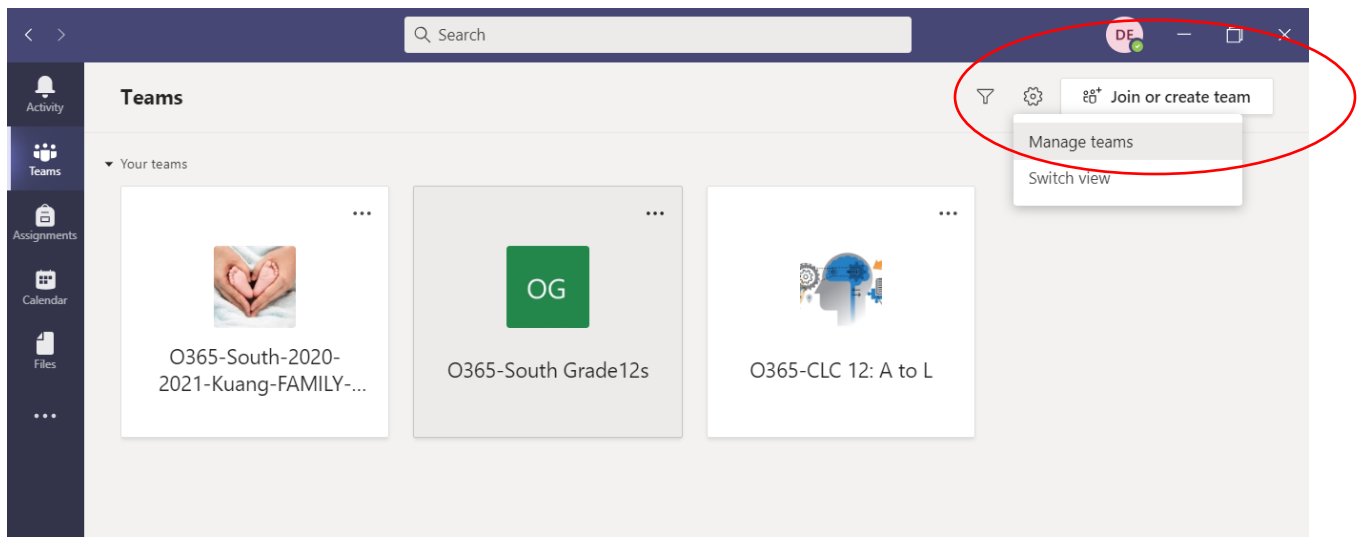 Search
DE
Activity
Teams
Join or create team
Manage teams
Switch view
Teams
Your teams
Assignments
Calendar
Files
O365-South-2020-
2021-Kuang-FAMILY-...
OG
O365-South Grade12s
O365-CLC 12: A to L